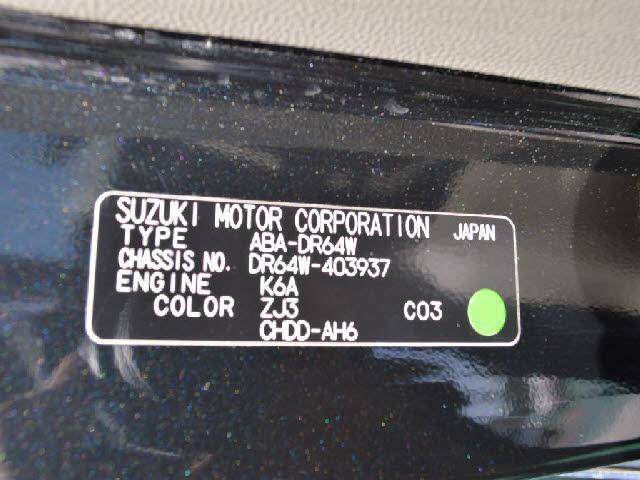 SUZUKI MOTOR CORPORATION JAPAN
TYPE ABA-DR64W
CHASSIS NO. DR64W-403937
ENGINE K6A
COLOR ZJ3 C03
CHDD-AH6